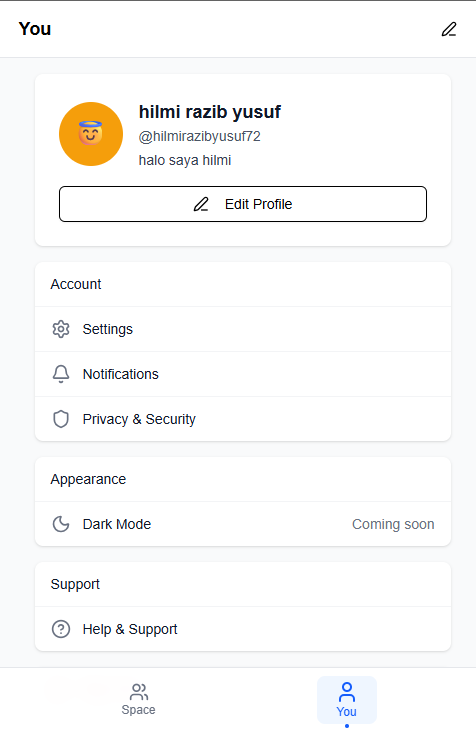 You
hilmi razib yusuf
@hilmirazibyusuf72
halo saya hilmi
Edit Profile
Account
Settings
Notifications
Privacy & Security
Appearance
Dark Mode Coming soon
Support
Help & Support
Space
You